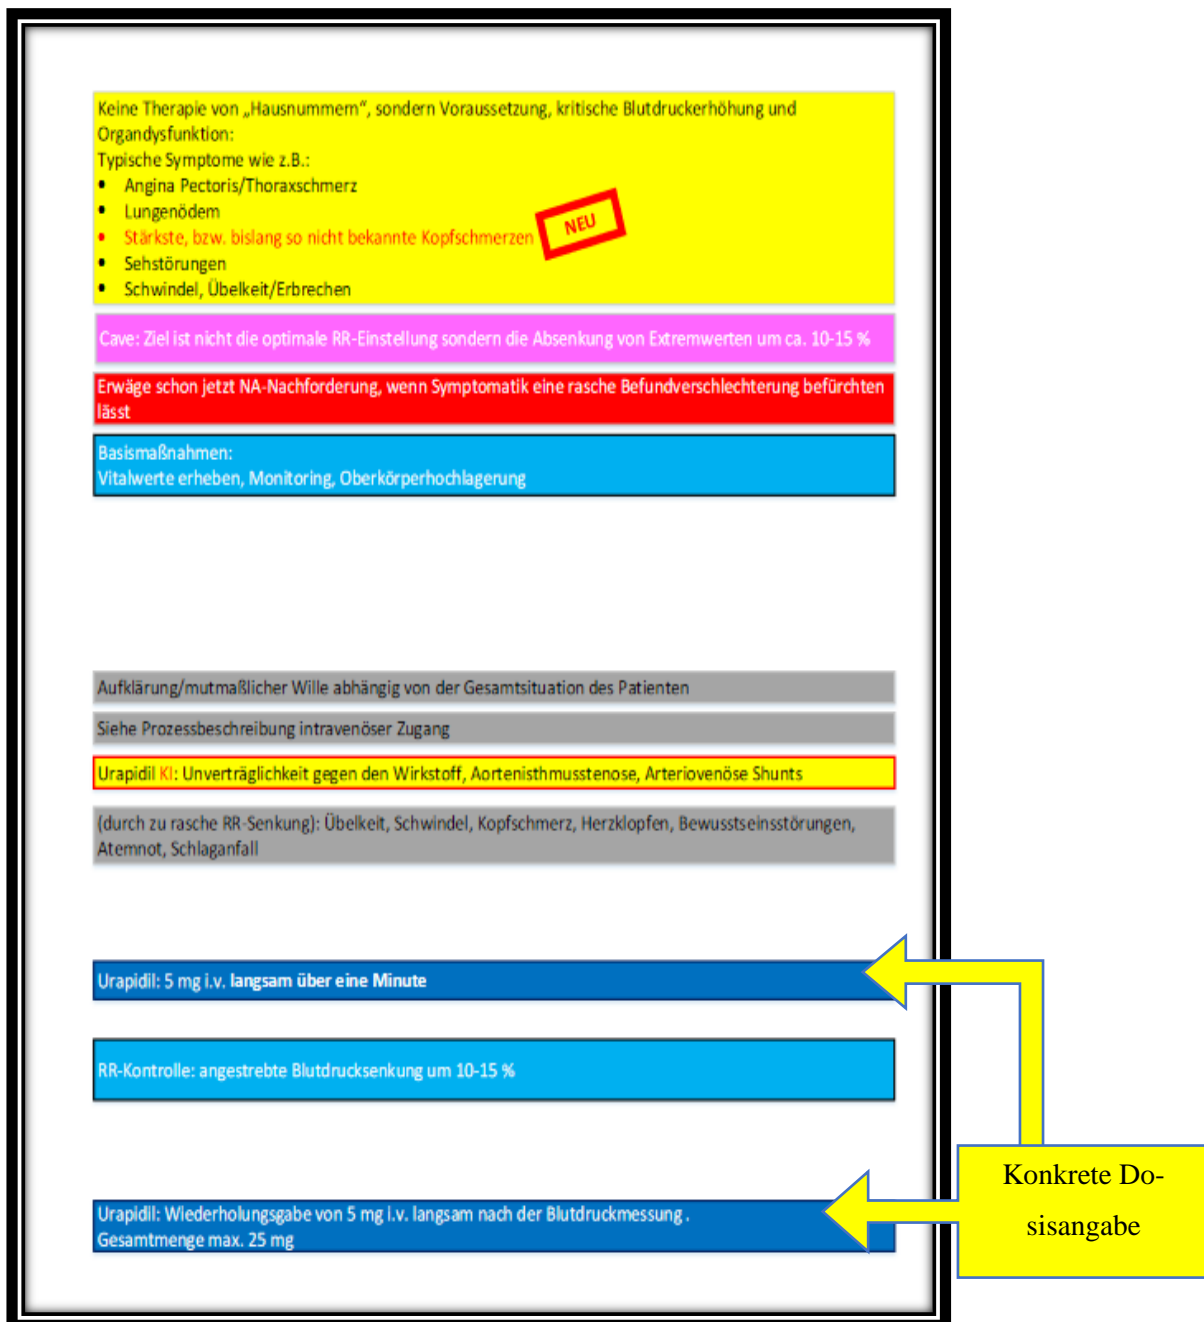 Keine Therapie von „Hausnummern“, sondern Voraussetzung, kritische Blutdruckerhöhung und
Organdysfunktion:
Typische Symptome wie z.B.:
• Angina Pectoris/Thoraxschmerz
• Lungenödem
• Stärkste, bzw. bislang so nicht bekannte Kopfschmerzen
NEU
• Sehstörungen
• Schwindel, Übelkeit/Erbrechen
Cave: Ziel ist nicht die optimale RR-Einstellung sondern die Absenkung von Extremwerten um ca. 10-15 %
Erwäge schon jetzt NA-Nachforderung, wenn Symptomatik eine rasche Befundverschlechterung befürchten
lässt
Basismaßnahmen:
Vitalwerte erheben, Monitoring, Oberkörperhochlagerung
Aufklärung/mutmaßlicher Wille abhängig von der Gesamtsituation des Patienten
Siehe Prozessbeschreibung intravenöser Zugang
Urapidil KI: Unverträglichkeit gegen den Wirkstoff, Aortenisthmusstenose, Arteriovenöse Shunts
(durch zu rasche RR-Senkung): Übelkeit, Schwindel, Kopfschmerz, Herzklopfen, Bewusstseinsstörungen,
Atemnot, Schlaganfall
Urapidil: 5 mg i.v. langsam über eine Minute
RR-Kontrolle: angestrebte Blutdrucksenkung um 10-15 %
Urapidil: Wiederholungsgabe von 5 mg i.v. langsam nach der Blutdruckmessung .
Gesamtmenge max. 25 mg
Konkrete Do-
sisangabe